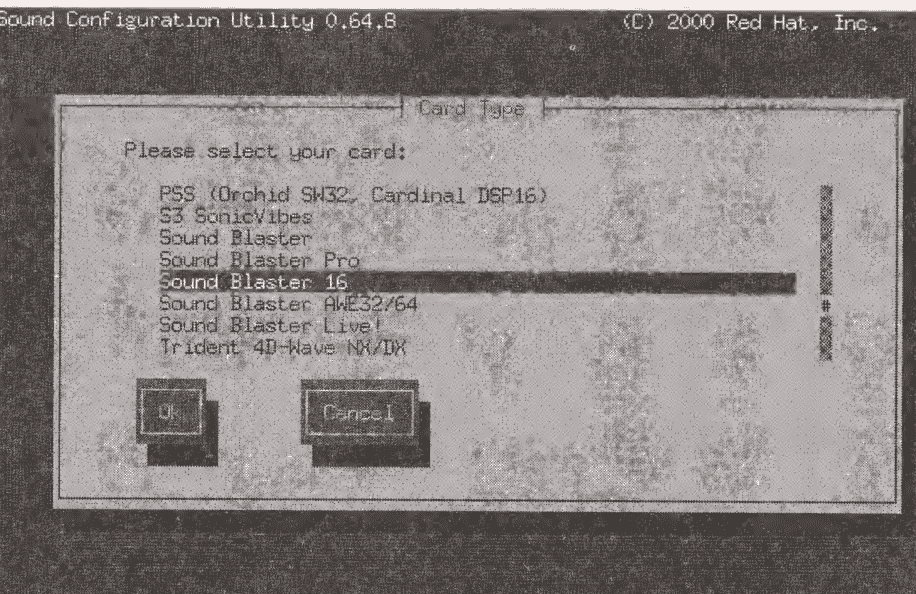 Sound Configuration Utility 0.64.8 (C) 2000 Red Hat, Inc.
Card Type
Please select your card:
PSS (Orchid SW32, Cardinal DSP16)
S3 SonicVibes
Sound Blaster
Sound Blaster Pro
Sound Blaster 16
Sound Blaster AWE32/64
Sound Blaster Live!
Trident 4D-Wave NX/DX
#
Ok Cancel